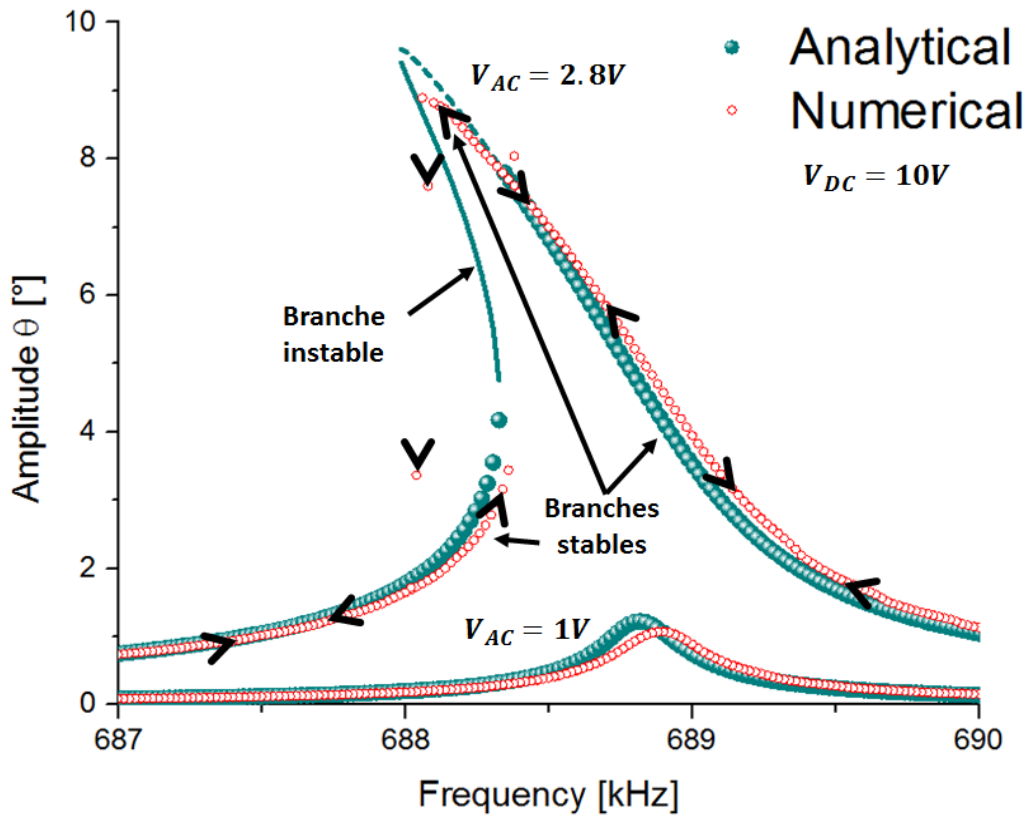 10
8
6
4
2
0
Amplitude θ [°]
687
688
689
690
Frequency [kHz]
Analytical
Numerical
V_DC = 10V
V_AC = 2.8V
Branche
instable
Branches
stables
V_AC = 1V